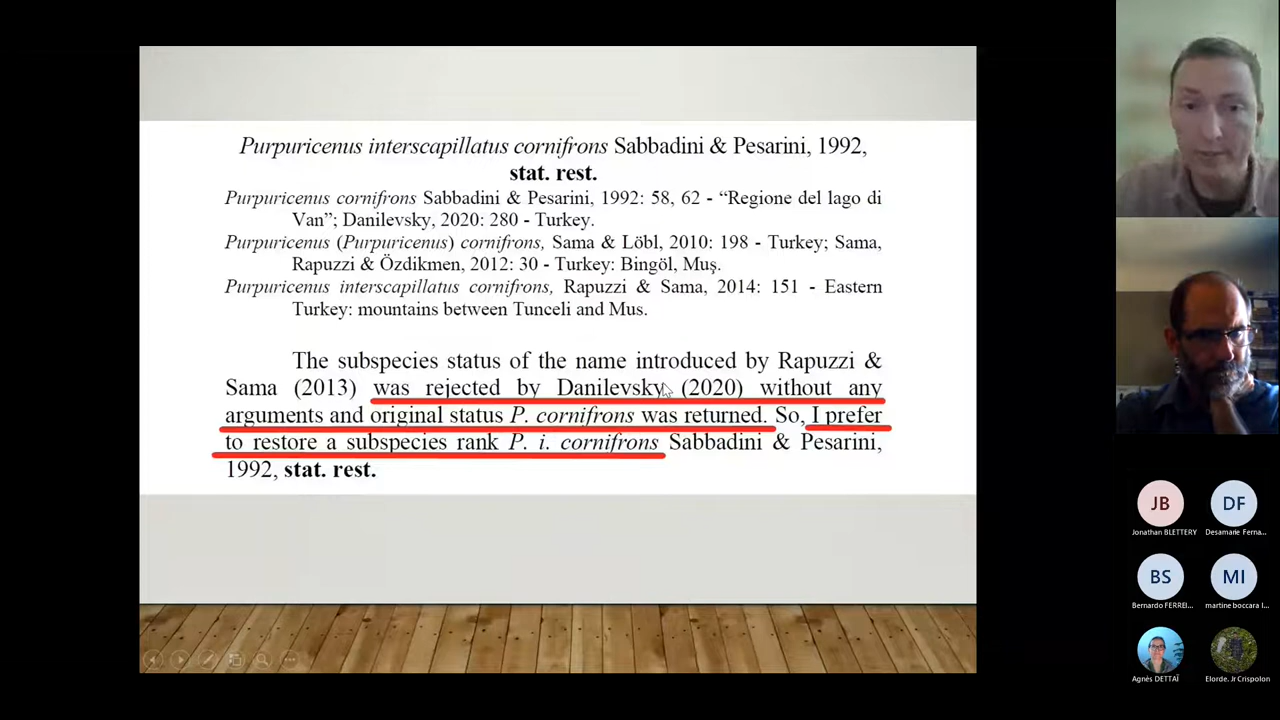 Purpuricenus interscapillatus cornifrons Sabbadini & Pesarini, 1992,
stat. rest.
Purpuricenus cornifrons Sabbadini & Pesarini, 1992: 58, 62 - “Regione del lago di
Van”; Danilevsky, 2020: 280 - Turkey.
Purpuricenus (Purpuricenus) cornifrons, Sama & Löbl, 2010: 198 - Turkey; Sama,
Rapuzzi & Özdikmen, 2012: 30 - Turkey: Bingöl, Muş.
Purpuricenus interscapillatus cornifrons, Rapuzzi & Sama, 2014: 151 - Eastern
Turkey: mountains between Tunceli and Mus.
The subspecies status of the name introduced by Rapuzzi &
Sama (2013) was rejected by Danilevsky (2020) without any
arguments and original status P. cornifrons was returned. So, I prefer
to restore a subspecies rank P. i. cornifrons Sabbadini & Pesarini,
1992, stat. rest.
JB
DF
Jonathan BLETTERY
Desamarie Ferna...
BS
MI
Bernardo FERREI...
martine boccara I...
Agnès DETTAÏ
Elorde. Jr Crispolon